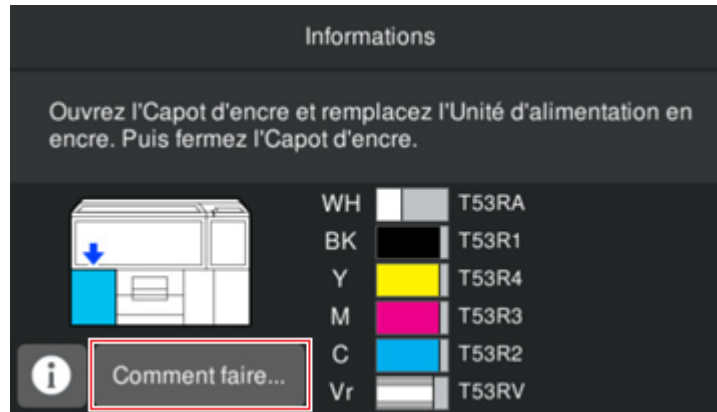 Informations
Ouvrez l'Capot d'encre et remplacez l'Unité d'alimentation en
encre. Puis fermez l'Capot d'encre.
WH T53RA
BK T53R1
Y T53R4
M T53R3
C T53R2
Vr T53RV
i Comment faire...